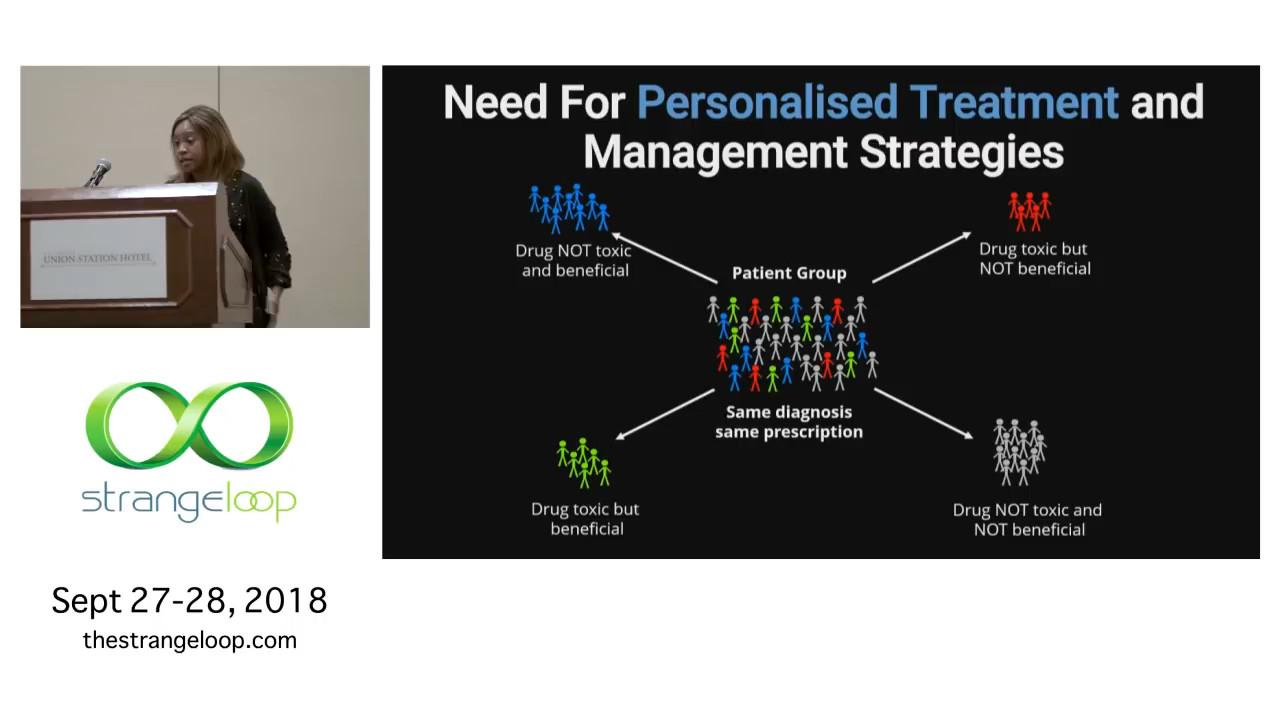 Need For Personalised Treatment and
Management Strategies
Drug NOT toxic
and beneficial
Drug toxic but
NOT beneficial
Patient Group
Same diagnosis
same prescription
Drug toxic but
beneficial
Drug NOT toxic and
NOT beneficial
UNION STATION HOTEL
strangeloop
Sept 27-28, 2018
thestrangeloop.com